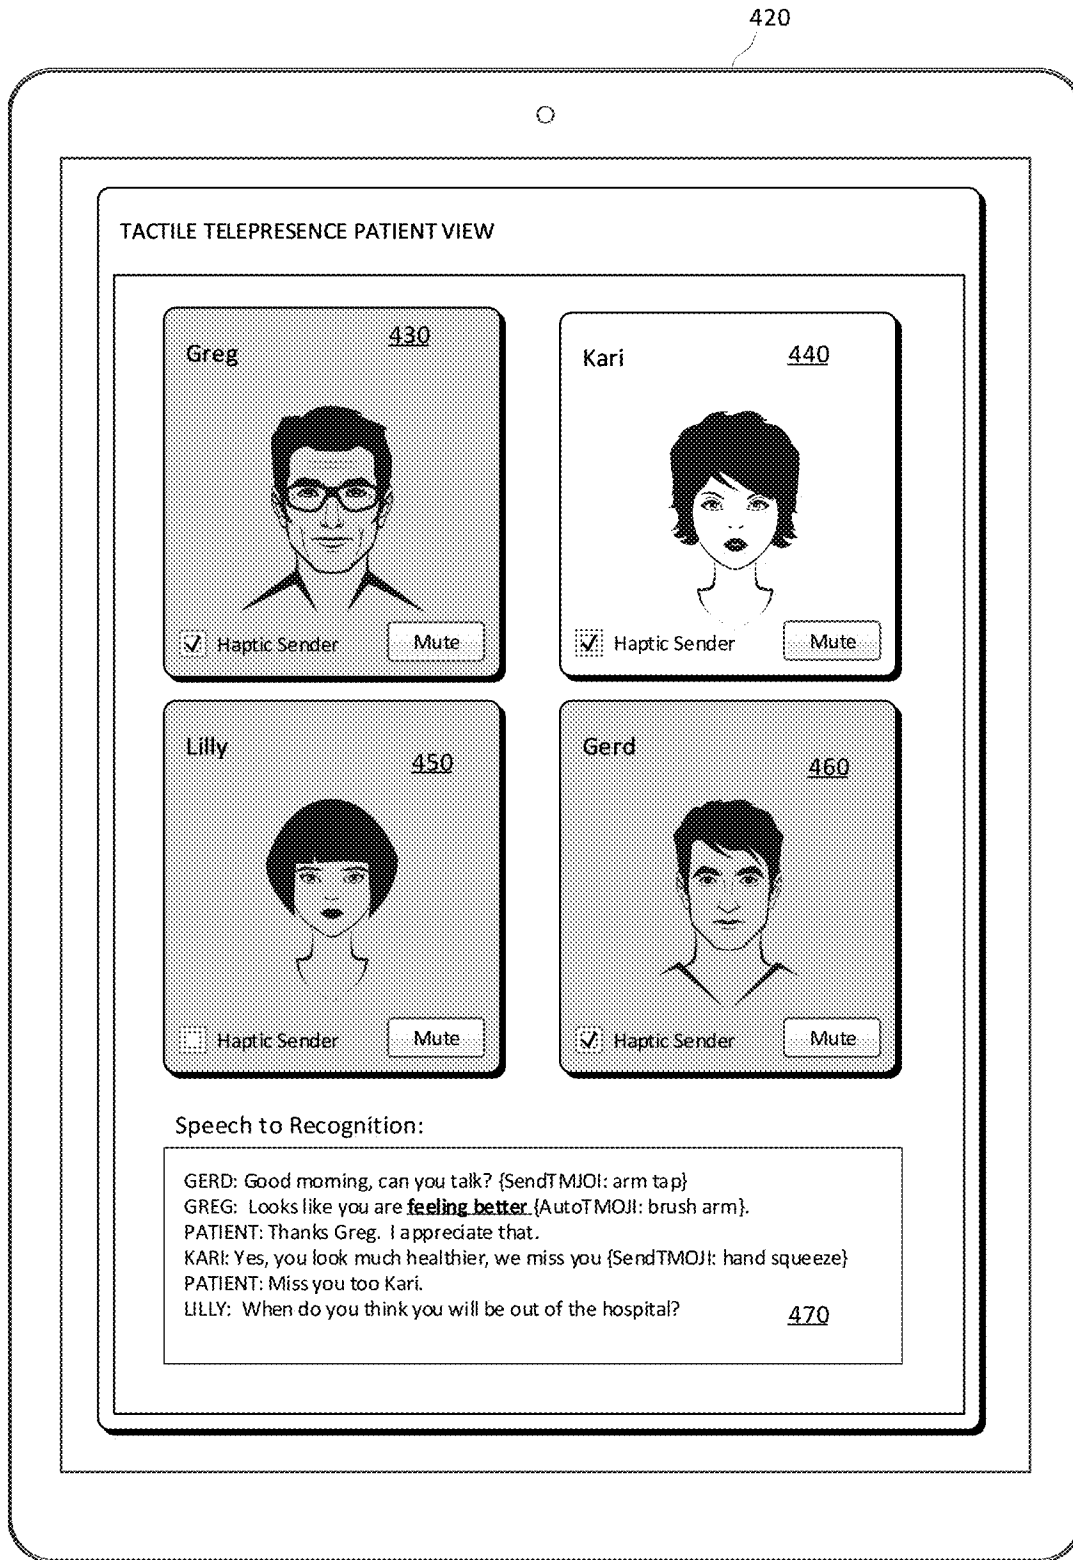 420
TACTILE TELEPRESENCE PATIENT VIEW
Greg
430
Haptic Sender
Mute
Kari
440
Haptic Sender
Mute
Lilly
450
Haptic Sender
Mute
Gerd
460
Haptic Sender
Mute
Speech to Recognition:
GERD: Good morning, can you talk? {SendTMJOI: arm tap}
GREG: Looks like you are feeling better {AutoTMOJI: brush arm}.
PATIENT: Thanks Greg. I appreciate that.
KARI: Yes, you look much healthier, we miss you {SendTMOJI: hand squeeze}
PATIENT: Miss you too Kari.
LILLY: When do you think you will be out of the hospital?
470